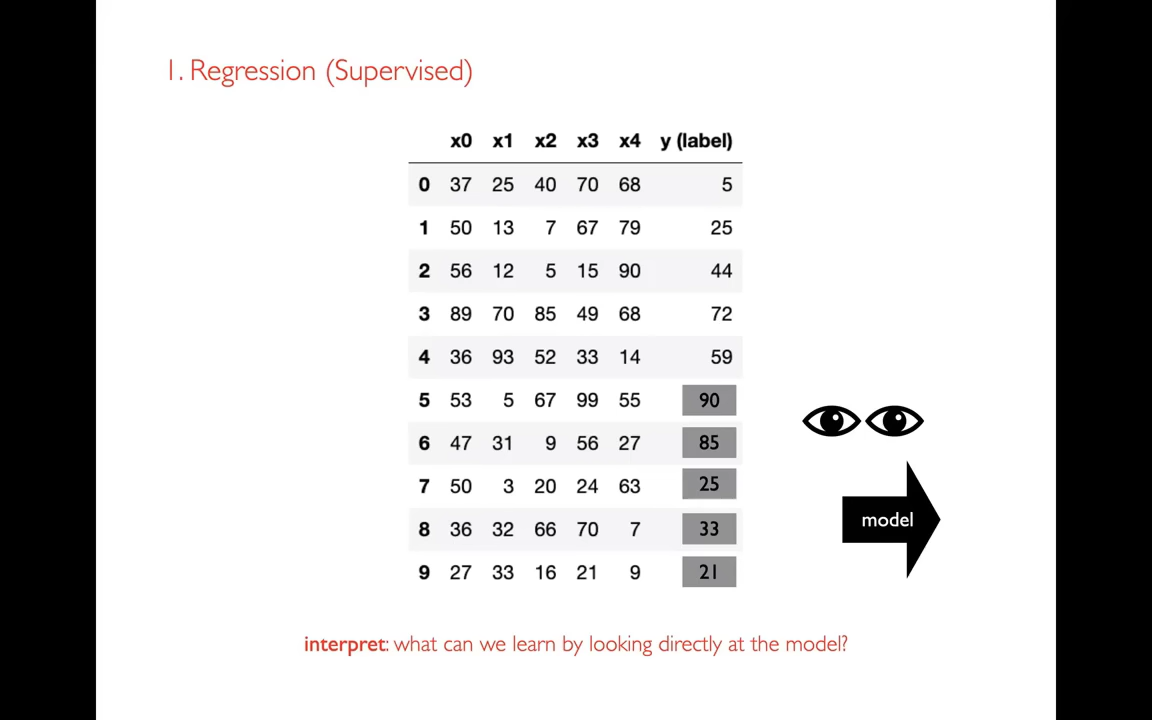 1. Regression (Supervised)
x0 x1 x2 x3 x4 y (label)
0 37 25 40 70 68 5
1 50 13 7 67 79 25
2 56 12 5 15 90 44
3 89 70 85 49 68 72
4 36 93 52 33 14 59
5 53 5 67 99 55 90
6 47 31 9 56 27 85
7 50 3 20 24 63 25
8 36 32 66 70 7 33
9 27 33 16 21 9 21
model
interpret: what can we learn by looking directly at the model?